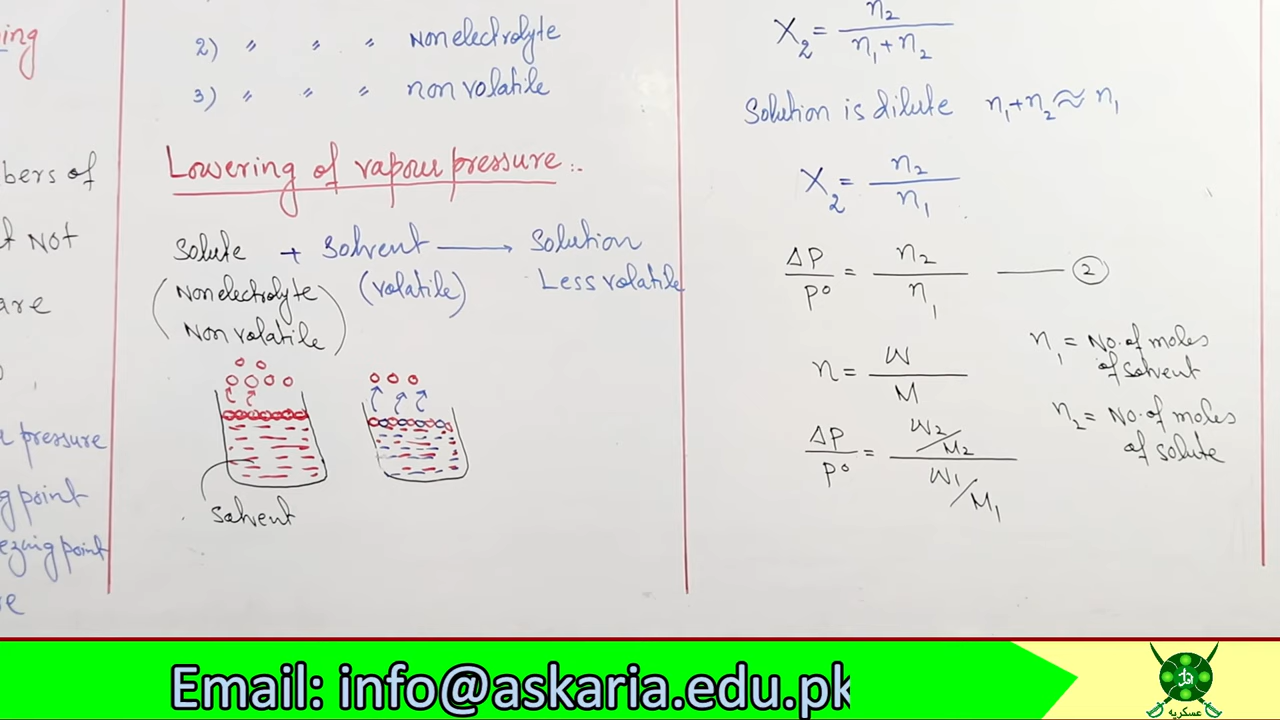 ing
bers of
t Not
are
pressure
g point
ezing point
re
2) " " " Nonelectrolyte
3) " " " non volatile
Lowering of vapour pressure:.
Solute + Solvent ⟶ Solution
(Nonelectrolyte (volatile) Less volatile
Non volatile)
Solvent
X₂ = n₂ / n₁+n₂
Solution is dilute n₁+n₂ ≈ n₁
X₂ = n₂ / n₁
ΔP / P° = n₂ / n₁ —— ②
n = W / M
n₁ = No. of moles of solvent
n₂ = No. of moles of solute
ΔP / P° = W₂/M₂ / W₁/M₁
Email: info@askaria.edu.pk
عسکریہ